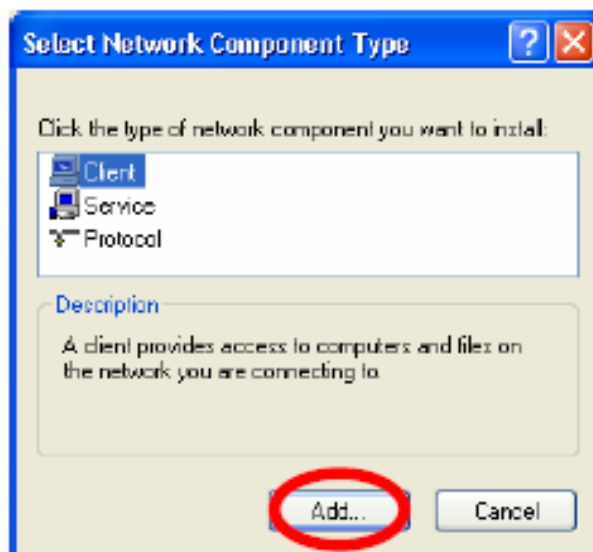 Select Network Component Type
Click the type of network component you want to install:
Client
Service
Protocol
Description
A client provides access to computers and files on
the network you are connecting to.
Add...
Cancel